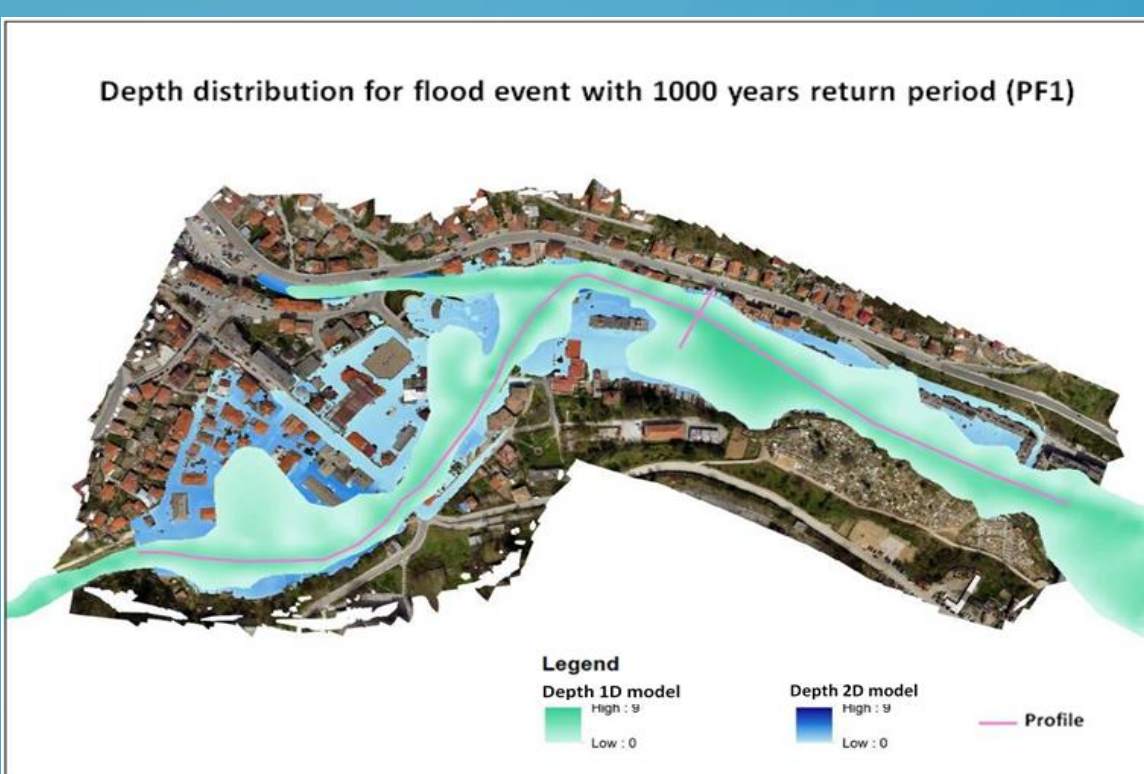 Depth distribution for flood event with 1000 years return period (PF1)
Legend
Depth 1D model
High : 9
Low : 0
Depth 2D model
High : 9
Low : 0
Profile